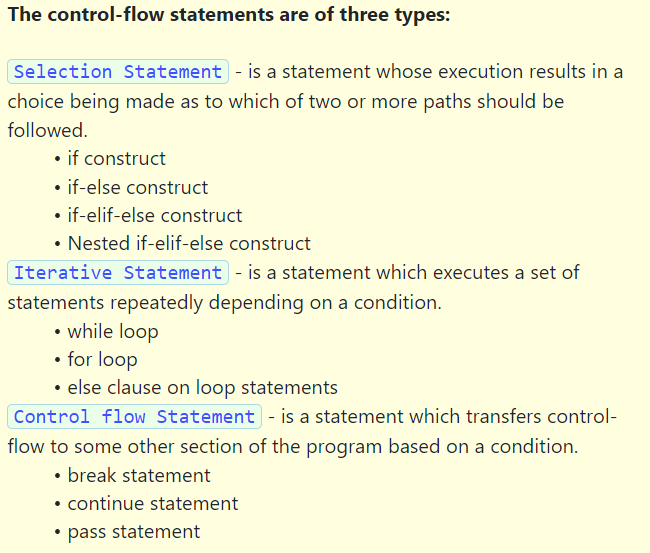 The control-flow statements are of three types:
Selection Statement - is a statement whose execution results in a
choice being made as to which of two or more paths should be
followed.
• if construct
• if-else construct
• if-elif-else construct
• Nested if-elif-else construct
Iterative Statement - is a statement which executes a set of
statements repeatedly depending on a condition.
• while loop
• for loop
• else clause on loop statements
Control flow Statement - is a statement which transfers control-
flow to some other section of the program based on a condition.
• break statement
• continue statement
• pass statement